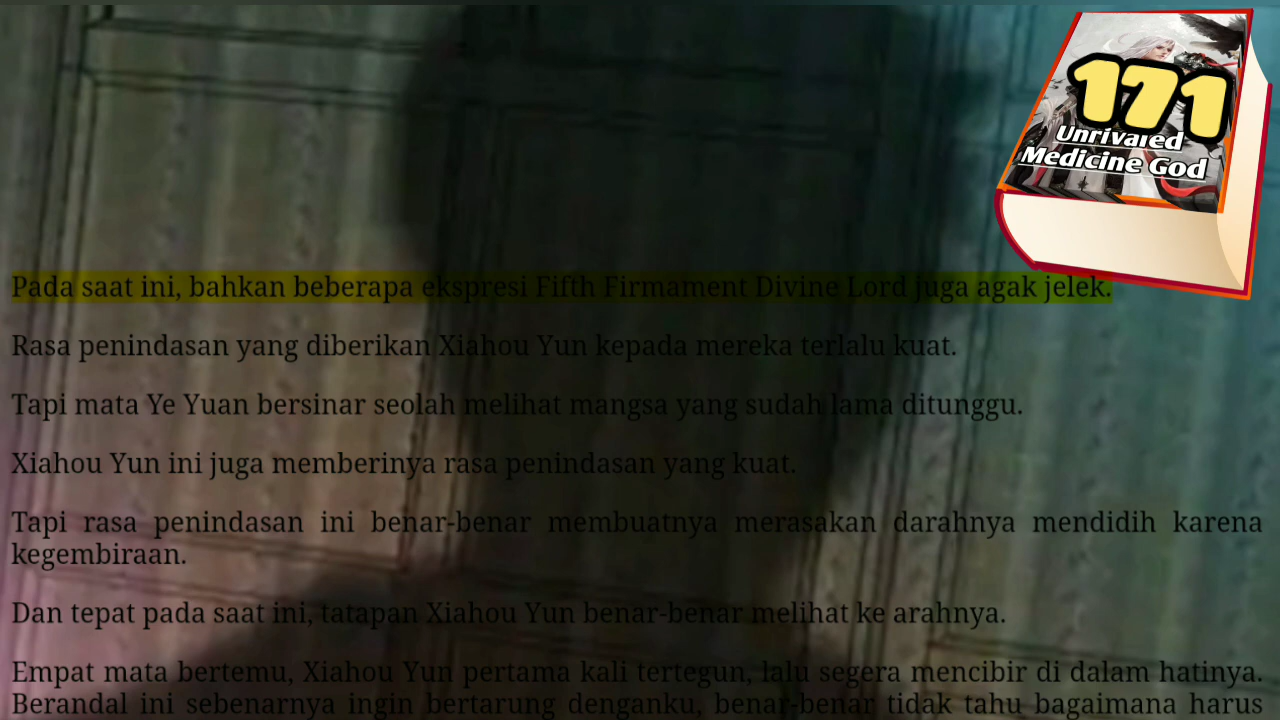 171
Unrivaled
Medicine God
Pada saat ini, bahkan beberapa ekspresi Fifth Firmament Divine Lord juga agak jelek.
Rasa penindasan yang diberikan Xiahou Yun kepada mereka terlalu kuat.
Tapi mata Ye Yuan bersinar seolah melihat mangsa yang sudah lama ditunggu.
Xiahou Yun ini juga memberinya rasa penindasan yang kuat.
Tapi rasa penindasan ini benar-benar membuatnya merasakan darahnya mendidih karena
kegembiraan.
Dan tepat pada saat ini, tatapan Xiahou Yun benar-benar melihat ke arahnya.
Empat mata bertemu, Xiahou Yun pertama kali tertegun, lalu segera mencibir di dalam hatinya.
Berandal ini sebenarnya ingin bertarung denganku, benar-benar tidak tahu bagaimana harus